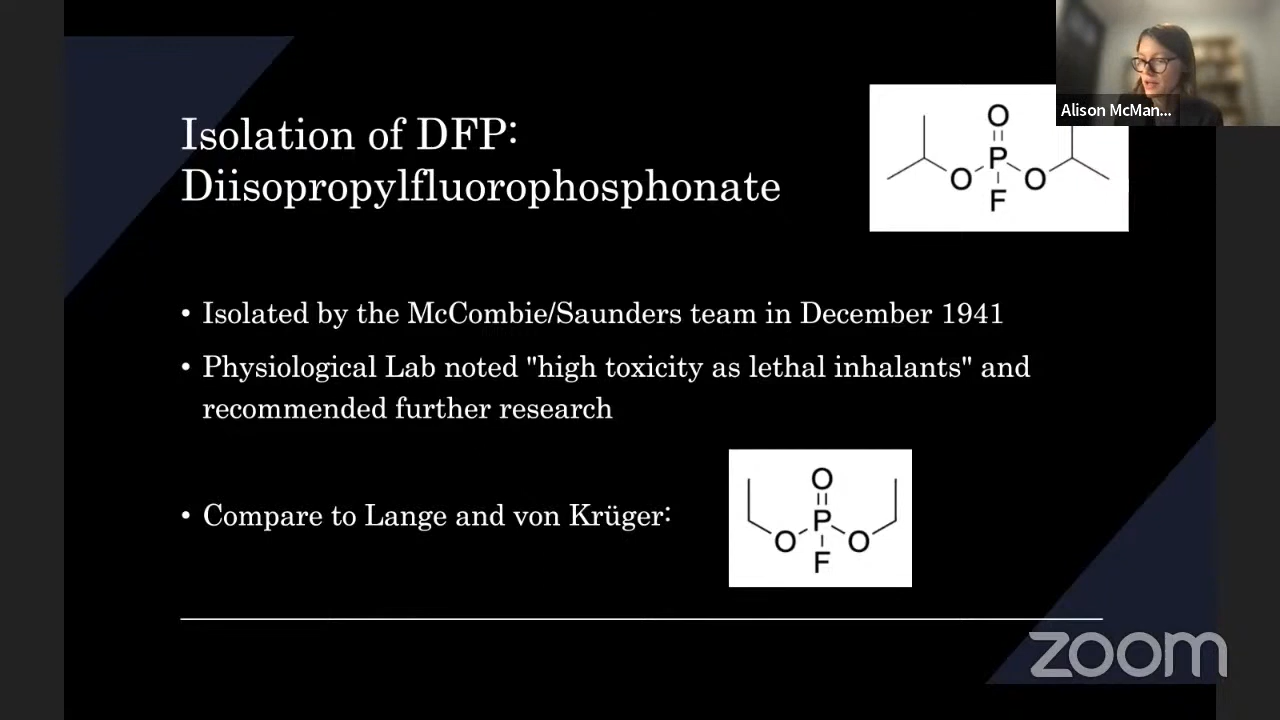 Alison McMan...
Isolation of DFP:
Diisopropylfluorophosphonate
O
P
O
O
F
• Isolated by the McCombie/Saunders team in December 1941
• Physiological Lab noted "high toxicity as lethal inhalants" and
recommended further research
• Compare to Lange and von Krüger:
O
P
O
O
F
zoom